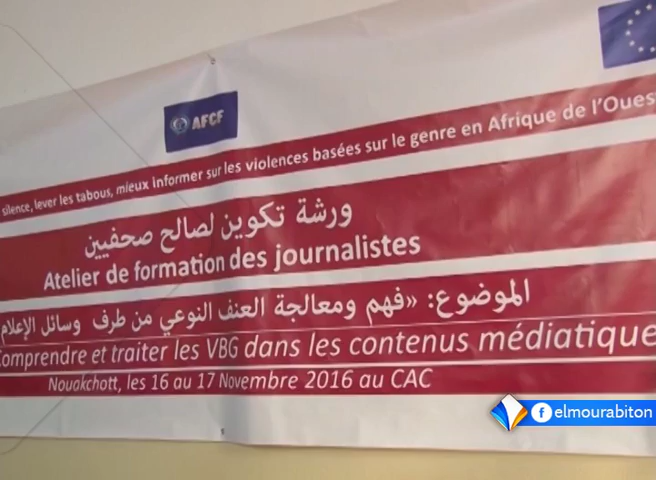 AFCF
silence, lever les tabous, mieux informer sur les violences basées sur le genre en Afrique de l'Ouest
ورشة تكوين لصالح صحفيين
Atelier de formation des journalistes
الموضوع: «فهم ومعالجة العنف النوعي من طرف وسائل الإعلام
Comprendre et traiter les VBG dans les contenus médiatique
Nouakchott, les 16 au 17 Novembre 2016 au CAC
elmourabiton